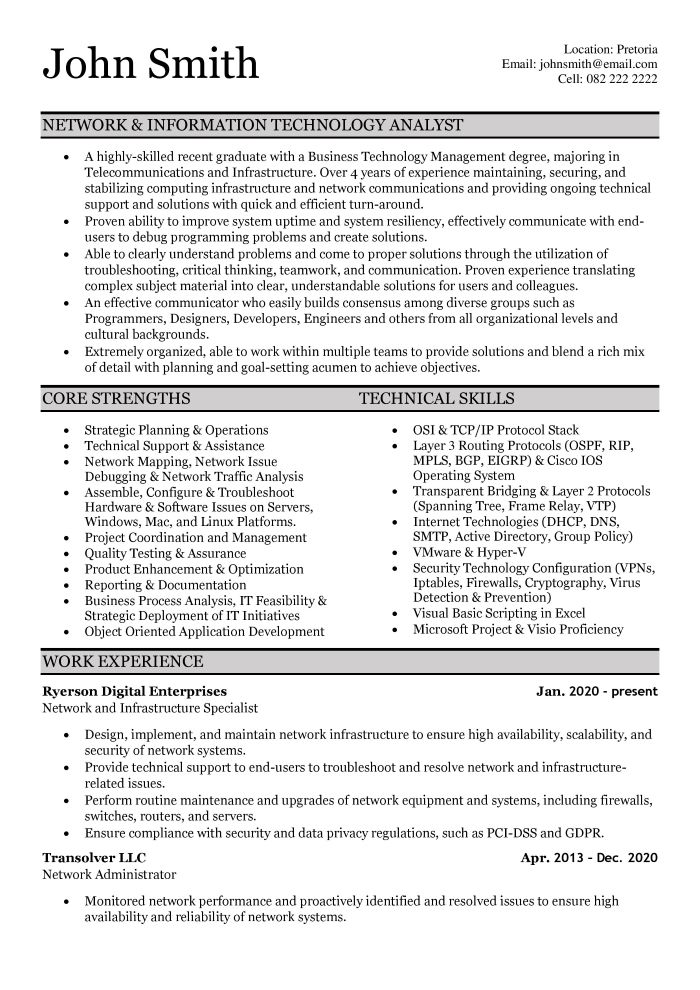 John Smith
Location: Pretoria
Email: johnsmith@email.com
Cell: 082 222 2222
NETWORK & INFORMATION TECHNOLOGY ANALYST
• A highly-skilled recent graduate with a Business Technology Management degree, majoring in
Telecommunications and Infrastructure. Over 4 years of experience maintaining, securing, and
stabilizing computing infrastructure and network communications and providing ongoing technical
support and solutions with quick and efficient turn-around.
• Proven ability to improve system uptime and system resiliency, effectively communicate with end-
users to debug programming problems and create solutions.
• Able to clearly understand problems and come to proper solutions through the utilization of
troubleshooting, critical thinking, teamwork, and communication. Proven experience translating
complex subject material into clear, understandable solutions for users and colleagues.
• An effective communicator who easily builds consensus among diverse groups such as
Programmers, Designers, Developers, Engineers and others from all organizational levels and
cultural backgrounds.
• Extremely organized, able to work within multiple teams to provide solutions and blend a rich mix
of detail with planning and goal-setting acumen to achieve objectives.
CORE STRENGTHS
• Strategic Planning & Operations
• Technical Support & Assistance
• Network Mapping, Network Issue
Debugging & Network Traffic Analysis
• Assemble, Configure & Troubleshoot
Hardware & Software Issues on Servers,
Windows, Mac, and Linux Platforms.
• Project Coordination and Management
• Quality Testing & Assurance
• Product Enhancement & Optimization
• Reporting & Documentation
• Business Process Analysis, IT Feasibility &
Strategic Deployment of IT Initiatives
• Object Oriented Application Development
TECHNICAL SKILLS
• OSI & TCP/IP Protocol Stack
• Layer 3 Routing Protocols (OSPF, RIP,
MPLS, BGP, EIGRP) & Cisco IOS
Operating System
• Transparent Bridging & Layer 2 Protocols
(Spanning Tree, Frame Relay, VTP)
• Internet Technologies (DHCP, DNS,
SMTP, Active Directory, Group Policy)
• VMware & Hyper-V
• Security Technology Configuration (VPNs,
Iptables, Firewalls, Cryptography, Virus
Detection & Prevention)
• Visual Basic Scripting in Excel
• Microsoft Project & Visio Proficiency
WORK EXPERIENCE
Ryerson Digital Enterprises Jan. 2020 - present
Network and Infrastructure Specialist
• Design, implement, and maintain network infrastructure to ensure high availability, scalability, and
security of network systems.
• Provide technical support to end-users to troubleshoot and resolve network and infrastructure-
related issues.
• Perform routine maintenance and upgrades of network equipment and systems, including firewalls,
switches, routers, and servers.
• Ensure compliance with security and data privacy regulations, such as PCI-DSS and GDPR.
Transolver LLC Apr. 2013 – Dec. 2020
Network Administrator
• Monitored network performance and proactively identified and resolved issues to ensure high
availability and reliability of network systems.